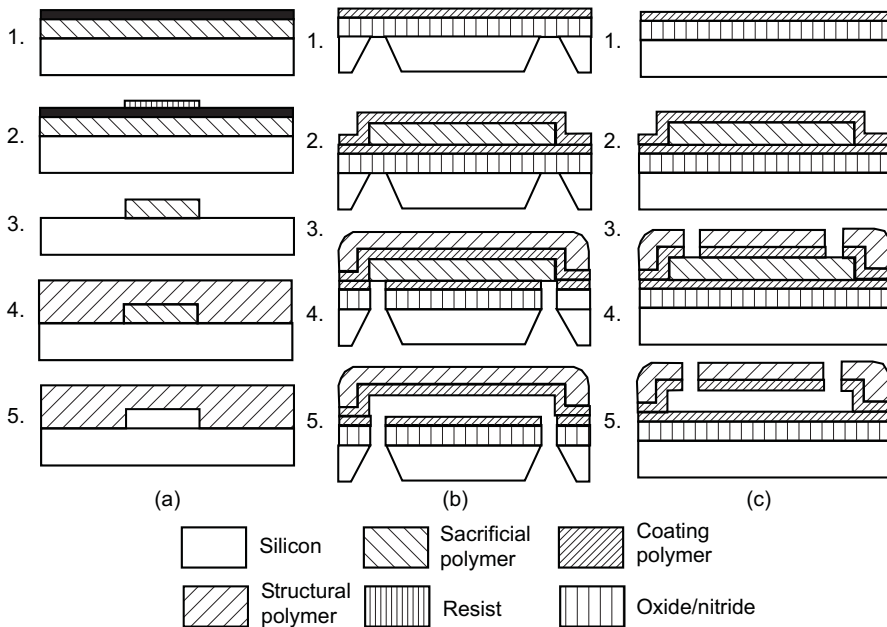 1.
2.
3.
4.
5.
(a)
1.
2.
3.
4.
5.
(b)
1.
2.
3.
4.
5.
(c)
Silicon
Sacrificial
polymer
Coating
polymer
Structural
polymer
Resist
Oxide/nitride